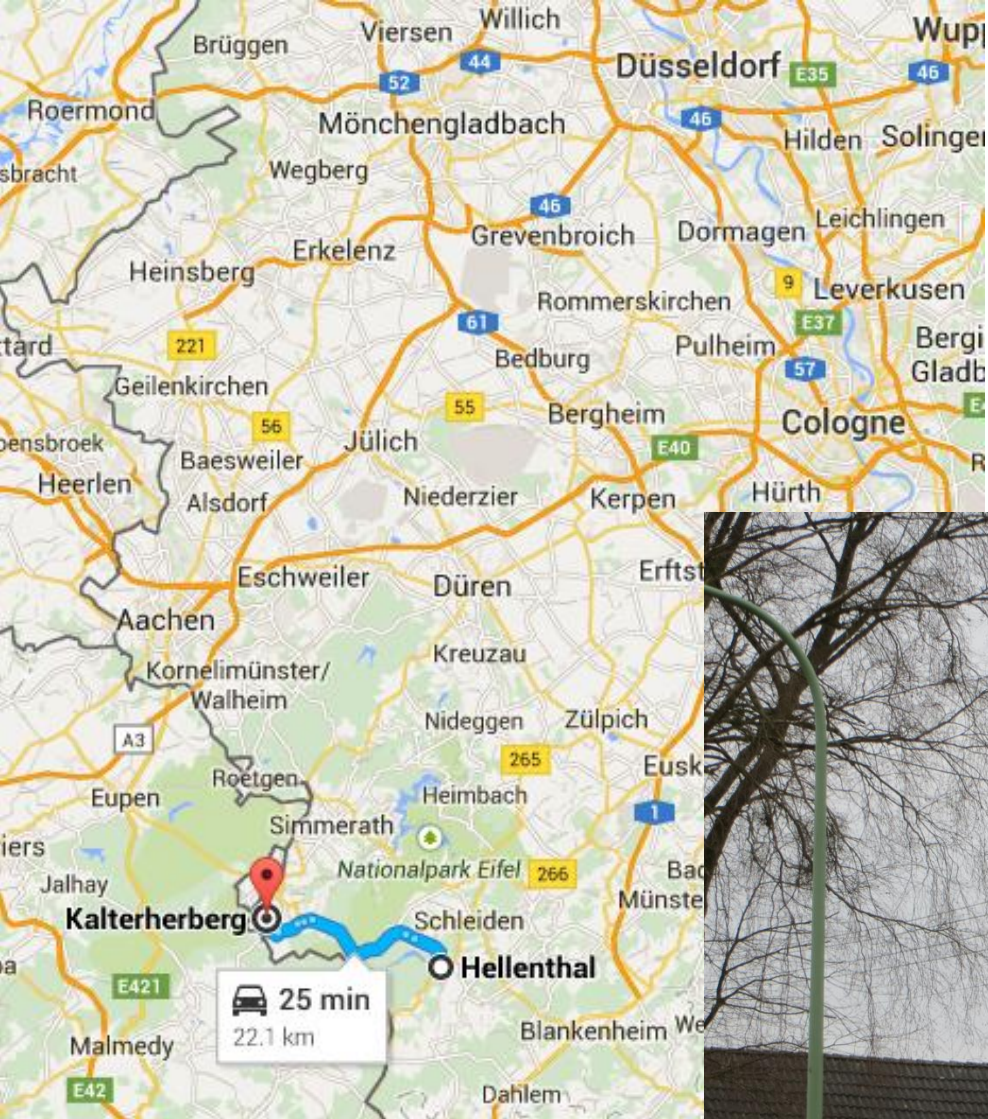 Willich
Viersen
Brüggen
44
Düsseldorf
E35
Wupp
46
52
Roermond
Mönchengladbach
46
Hilden
Solingen
sbracht
Wegberg
46
Leichlingen
Grevenbroich
Dormagen
Erkelenz
Heinsberg
9
Leverkusen
Rommerskirchen
61
E37
221
ttard
Bedburg
Pulheim
Bergi
57
Gladb
Geilenkirchen
55
Bergheim
Cologne
56
oensbroek
Jülich
E40
Baesweiler
Heerlen
Alsdorf
Niederzier
Kerpen
Hürth
Eschweiler
Düren
Erftst
Aachen
Kreuzau
Kornelimünster/
Walheim
Nideggen
Zülpich
A3
265
Eusk
Roetgen
Eupen
Heimbach
1
Simmerath
iers
Nationalpark Eifel
266
Bad
Jalhay
Münste
Kalterherberg
Schleiden
Hellenthal
E421
25 min
22.1 km
Blankenheim
We
Malmedy
E42
Dahlem